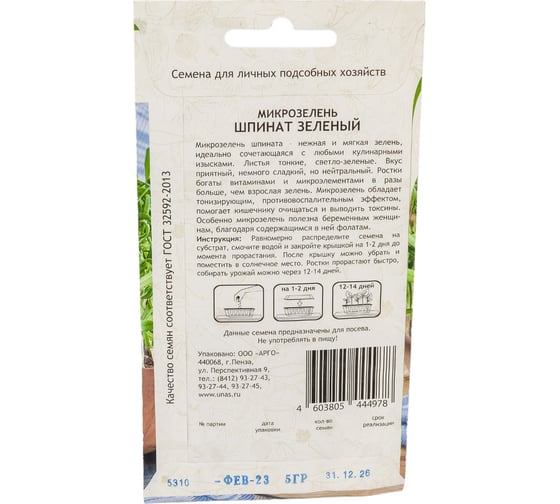 Семена для личных подсобных хозяйств
МИКРОЗЕЛЕНЬ
ШПИНАТ ЗЕЛЕНЫЙ
Микрозелень шпината - нежная и мягкая зелень,
идеально сочетающаяся с любыми кулинарными
изысками. Листья тонкие, светло-зеленые. Вкус
приятный, немного сладкий, но нейтральный. Ростки
богаты витаминами и микроэлементами в разы
больше, чем взрослая зелень. Микрозелень обладает
тонизирующим, противовоспалительным эффектом,
помогает кишечнику очищаться и выводить токсины.
Особенно микрозелень полезна беременным женщи-
нам, благодаря содержащимся в ней фолатам.
Инструкция: Равномерно распределите семена на
субстрат, смочите водой и закройте крышкой на 1-2 дня до
момента прорастания. После крышку можно убрать и
поместить в солнечное место. Ростки прорастают быстро,
собирать урожай можно через 12-14 дней.
на 1-2 дня
12-14 дней
Данные семена предназначены для посева.
Не употреблять в пищу!
Упаковано: ООО «АРГО»
440068, г.Пенза,
ул. Перспективная 9,
тел.: (8412) 93-27-43,
93-27-44, 93-27-45,
www.unas.ru
4 603805 444978
№ партии
дата упаковки
кол-во семян
срок реализации
5310 -ФЕВ-23 5ГР 31.12.26
Качество семян соответствует ГОСТ 32592-2013